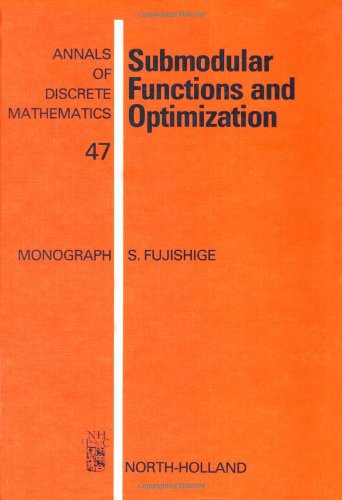 ANNALS
OF
DISCRETE
MATHEMATICS
47
Submodular
Functions and
Optimization
MONOGRAPH
S. FUJISHIGE
NORTH-HOLLAND